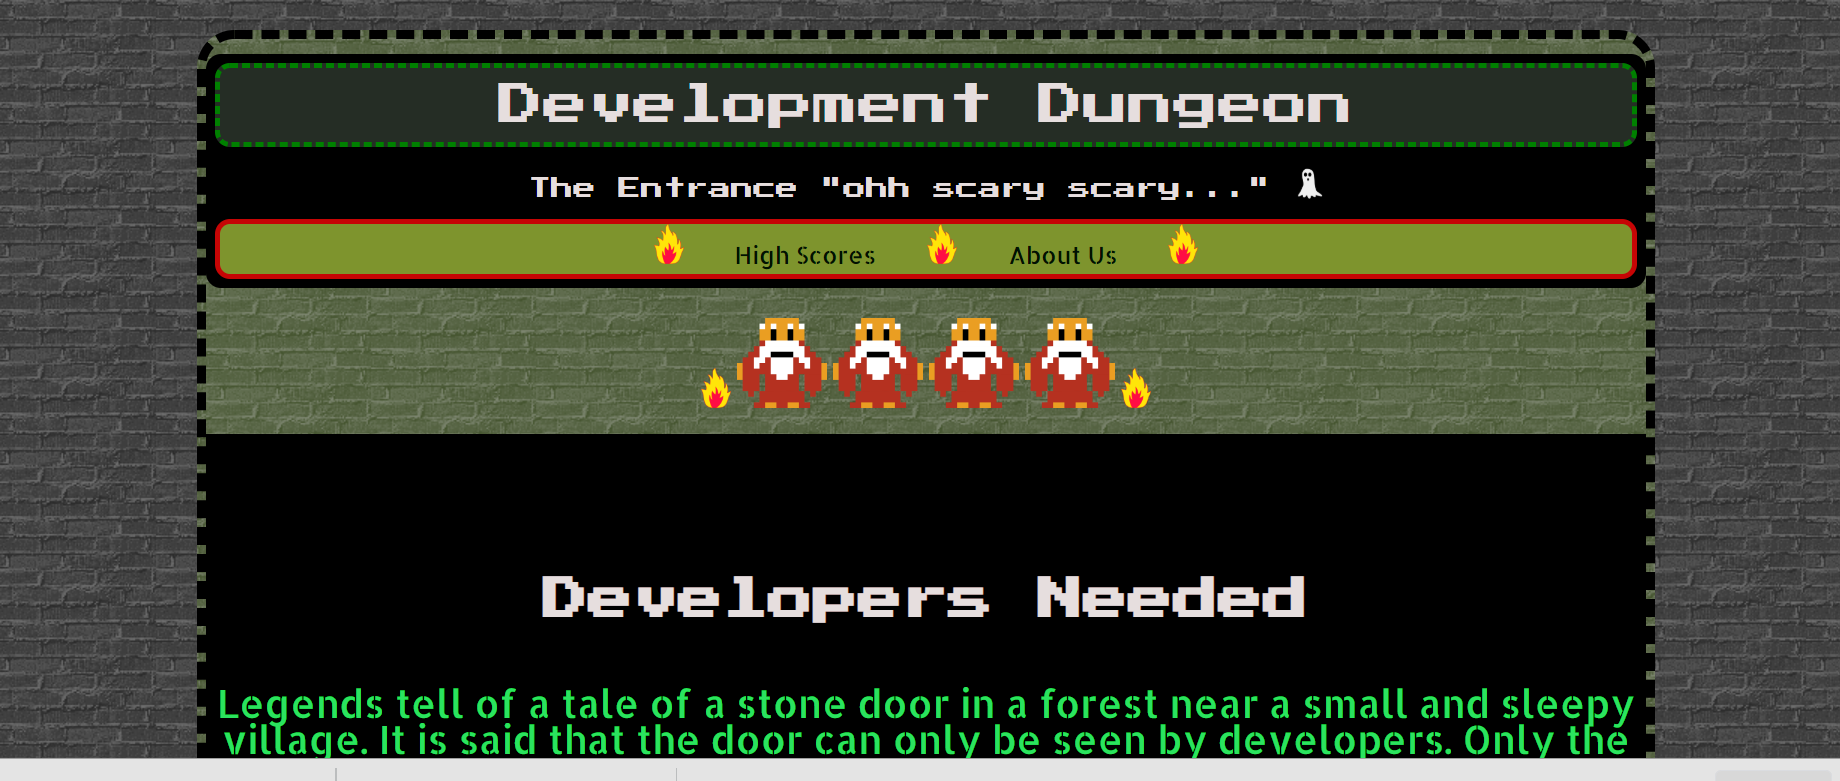 Development Dungeon
The Entrance "ohh scary scary..."
High Scores About Us
Developers Needed
Legends tell of a tale of a stone door in a forest near a small and sleepy
village. It is said that the door can only be seen by developers. Only the